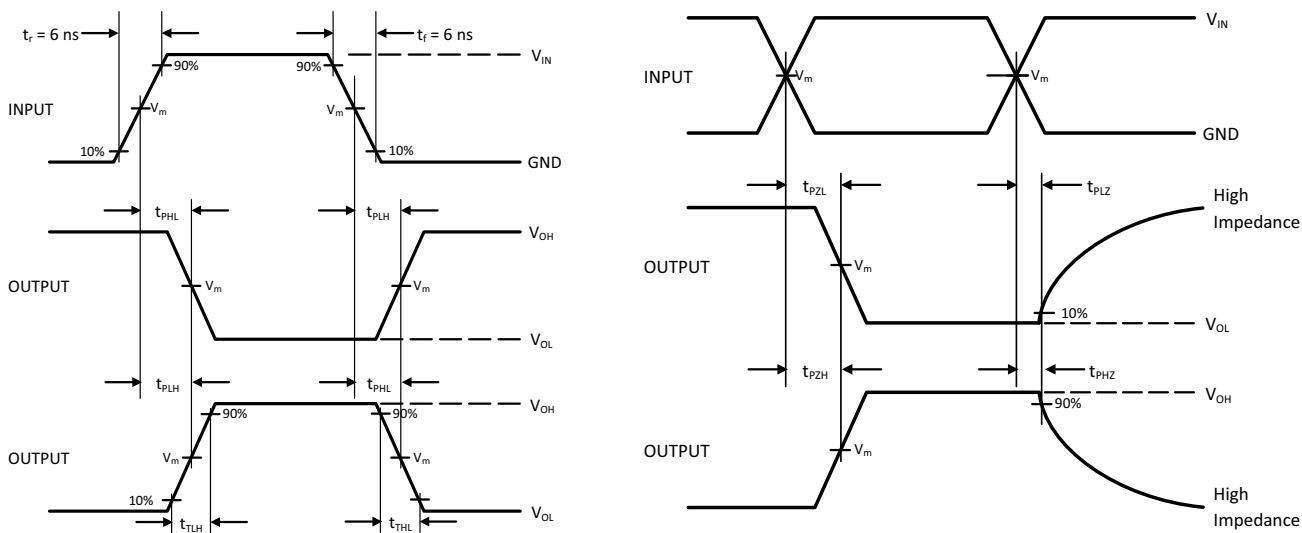 tr = 6 ns
tf = 6 ns
VIN
90%
90%
INPUT
Vm
Vm
10%
10%
GND
tPHL
tPLH
VOH
OUTPUT
Vm
Vm
VOL
tPLH
tPHL
VOH
90%
90%
OUTPUT
Vm
Vm
10%
VOL
tTLH
tTHL
VIN
INPUT
Vm
Vm
GND
tPZL
tPLZ
High
Impedance
OUTPUT
Vm
10%
VOL
tPZH
tPHZ
VOH
90%
OUTPUT
Vm
High
Impedance